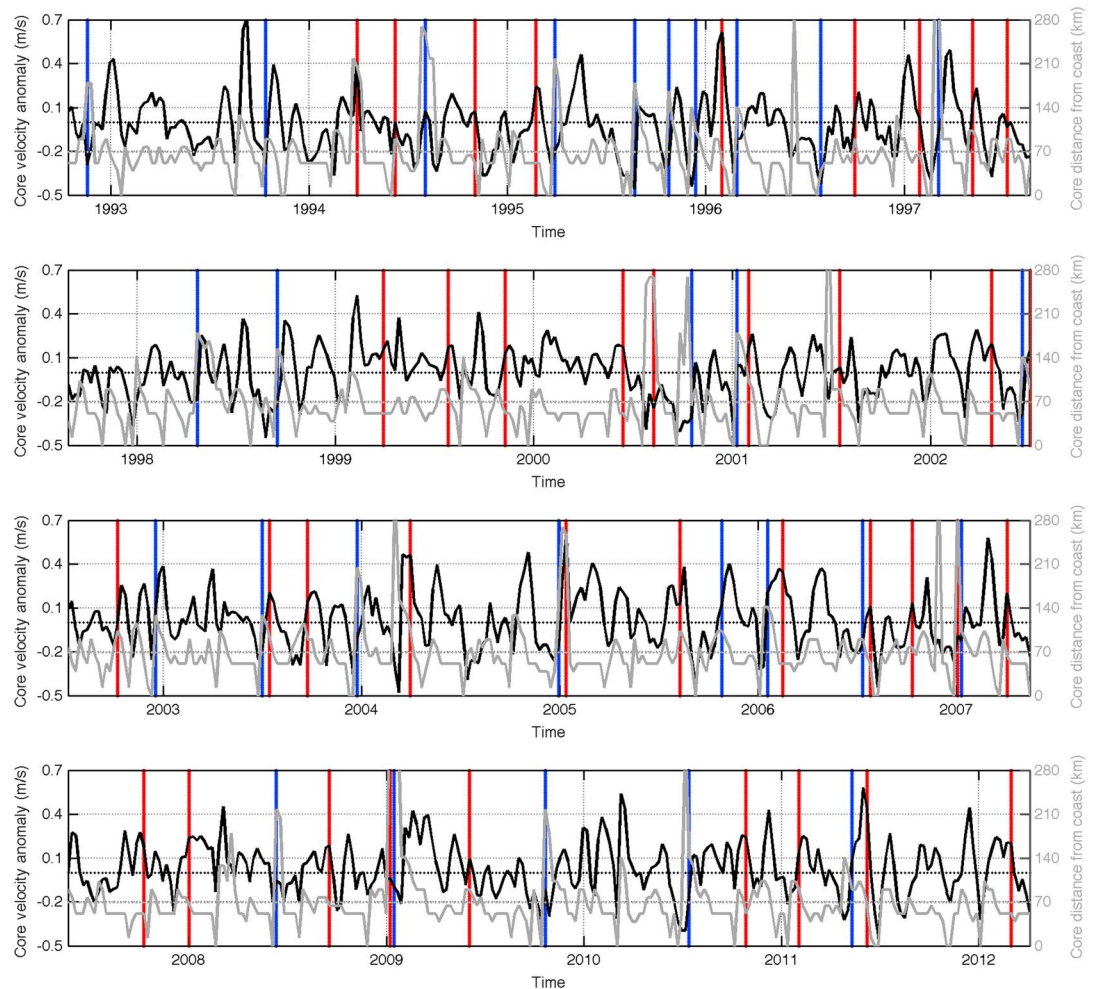 Core velocity anomaly (m/s)
0.7
0.4
0.1
-0.2
-0.5
280
210
140
70
0
Core distance from coast (km)
1993 1994 1995 1996 1997
Time
Core velocity anomaly (m/s)
0.7
0.4
0.1
-0.2
-0.5
280
210
140
70
0
Core distance from coast (km)
1998 1999 2000 2001 2002
Time
Core velocity anomaly (m/s)
0.7
0.4
0.1
-0.2
-0.5
280
210
140
70
0
Core distance from coast (km)
2003 2004 2005 2006 2007
Time
Core velocity anomaly (m/s)
0.7
0.4
0.1
-0.2
-0.5
280
210
140
70
0
Core distance from coast (km)
2008 2009 2010 2011 2012
Time